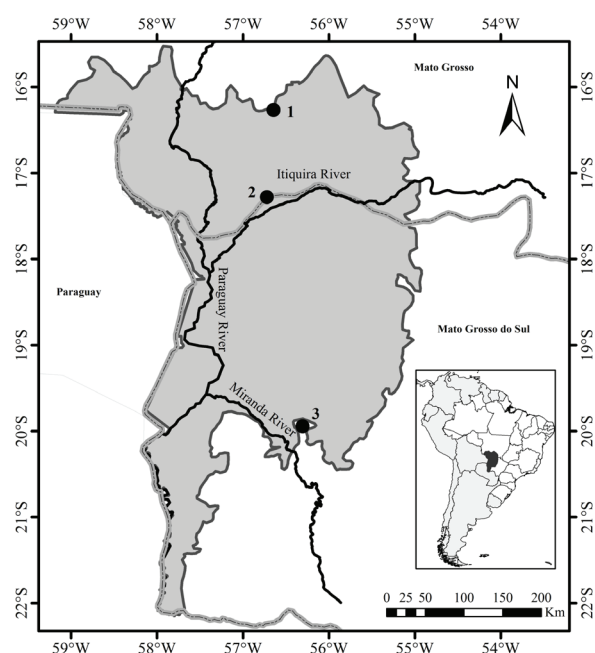 59°W 58°W 57°W 56°W 55°W 54°W
Mato Grosso
16°S
16°S
N
1
17°S
17°S
Itiquira River
2
18°S
18°S
Paraguay
Paraguay River
Mato Grosso do Sul
19°S
19°S
Miranda River
3
20°S
20°S
21°S
21°S
22°S
22°S
0 25 50 100 150 200
Km
59°W 58°W 57°W 56°W 55°W 54°W